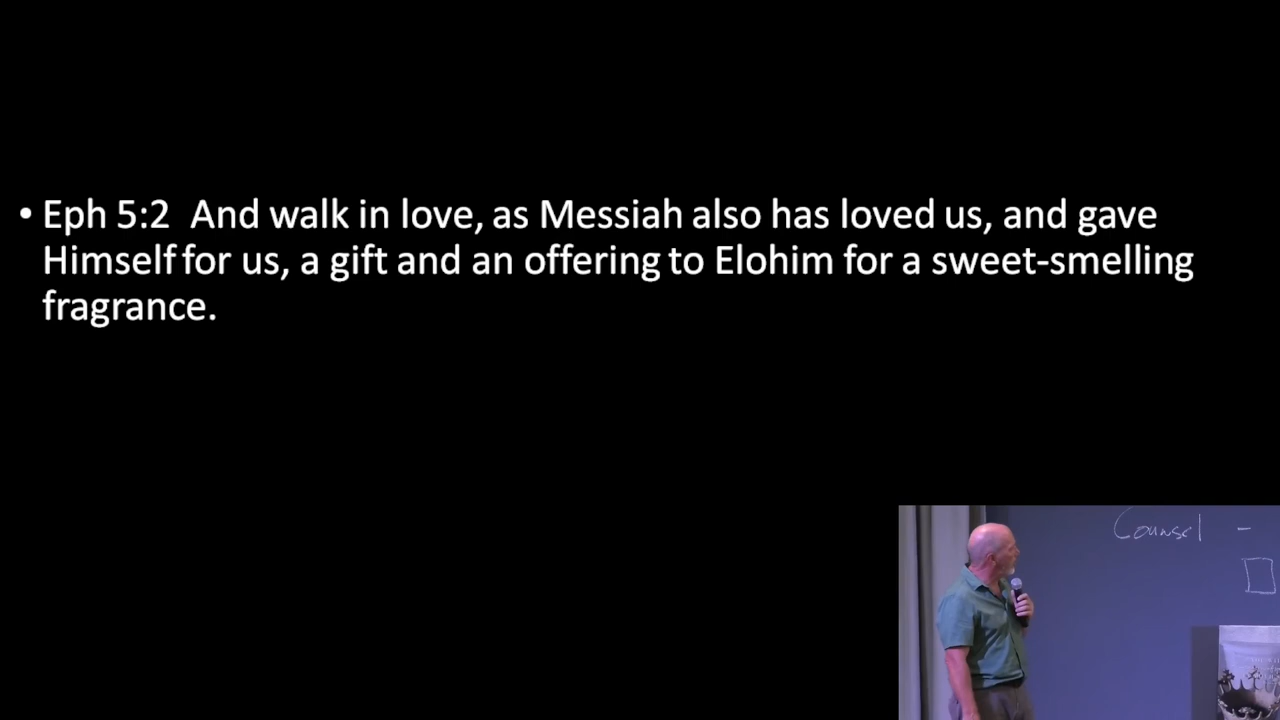 • Eph 5:2  And walk in love, as Messiah also has loved us, and gave
Himself for us, a gift and an offering to Elohim for a sweet-smelling
fragrance.
Counsel -